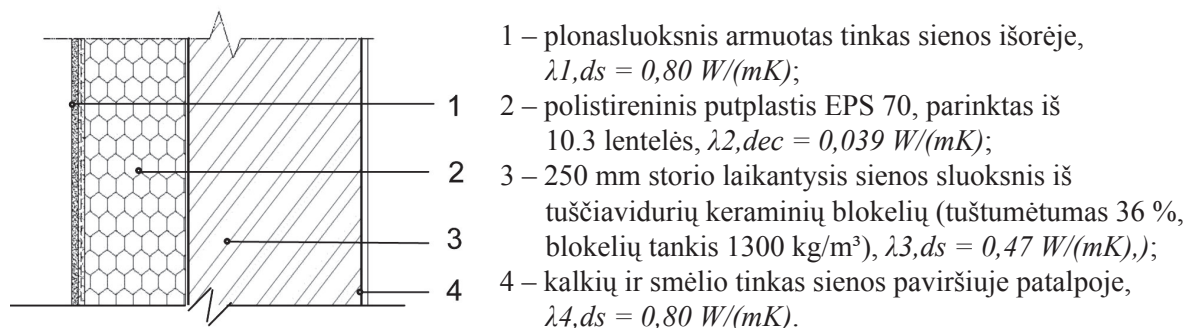 1 – plonasluoksnis armuotas tinkas sienos išorėje,
λ1,ds = 0,80 W/(mK);
2 – polistireninis putplastis EPS 70, parinktas iš
10.3 lentelės, λ2,dec = 0,039 W/(mK);
3 – 250 mm storio laikantysis sienos sluoksnis iš
tuščiavidurių keraminių blokelių (tuštumėtumas 36 %,
blokelių tankis 1300 kg/m³), λ3,ds = 0,47 W/(mK),);
4 – kalkių ir smėlio tinkas sienos paviršiuje patalpoje,
λ4,ds = 0,80 W/(mK).
1
2
3
4